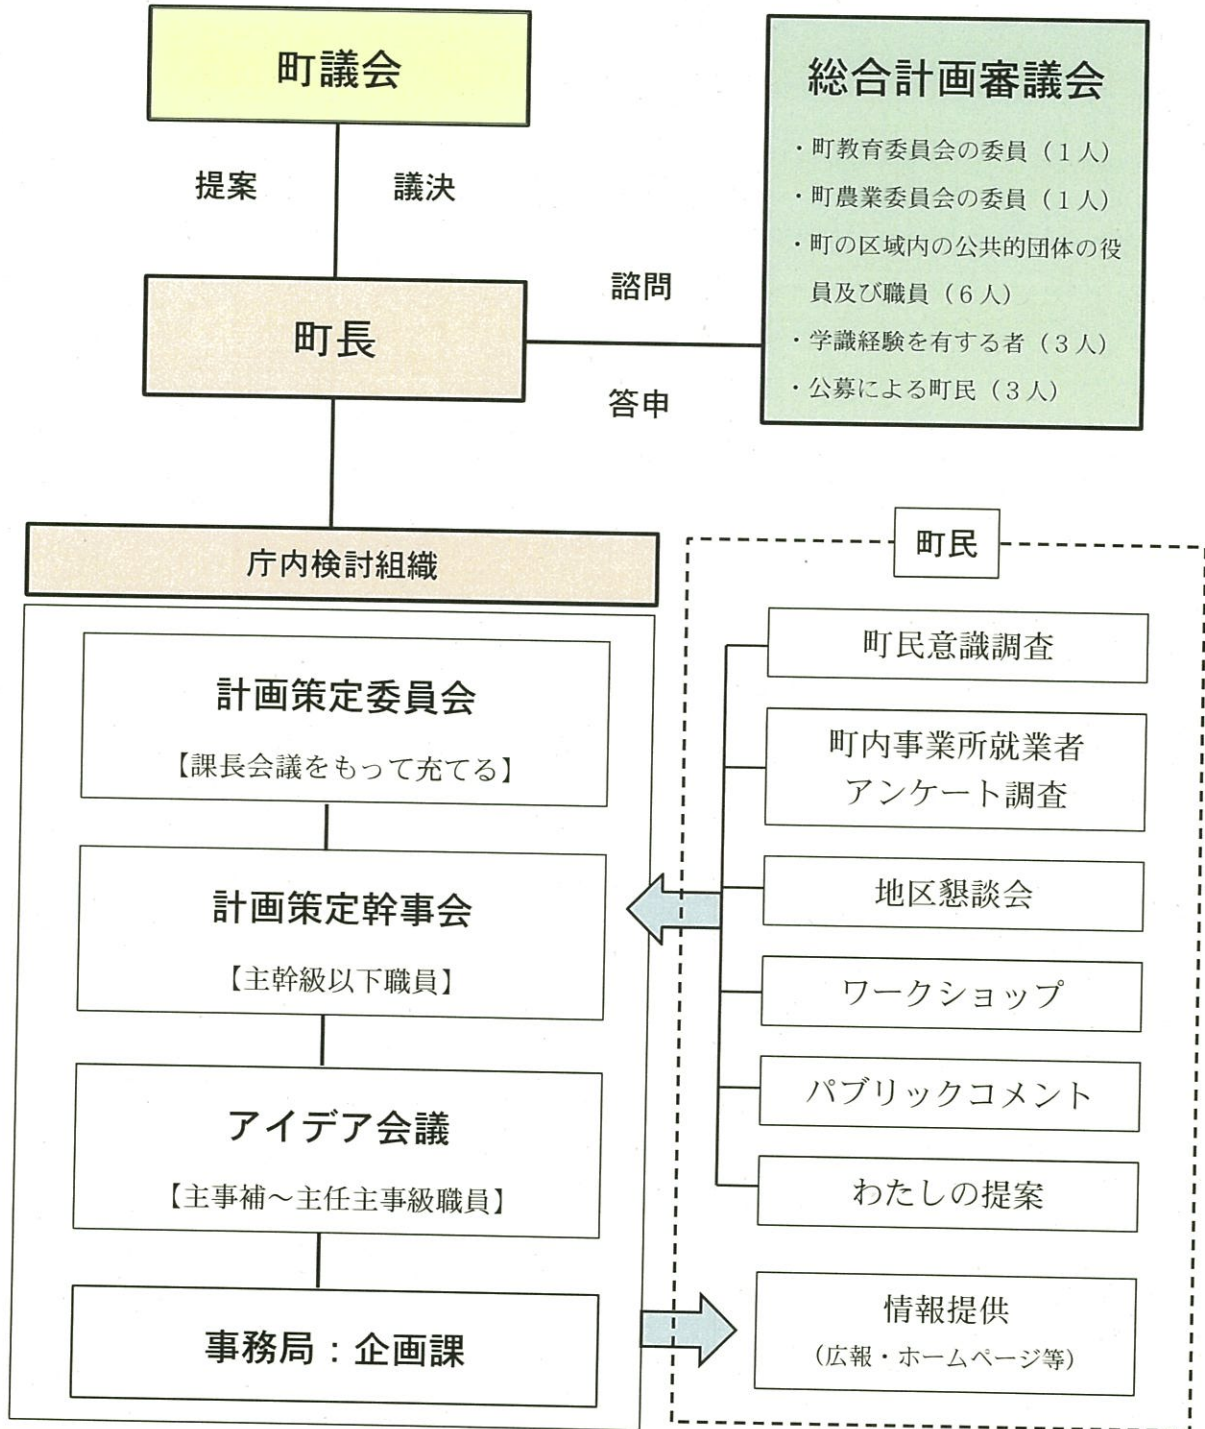 町議会
提案
議決
町長
諮問
答申
総合計画審議会
・町教育委員会の委員（1人）
・町農業委員会の委員（1人）
・町の区域内の公共的団体の役
員及び職員（6人）
・学識経験を有する者（3人）
・公募による町民（3人）
庁内検討組織
計画策定委員会
【課長会議をもって充てる】
計画策定幹事会
【主幹級以下職員】
アイデア会議
【主事補～主任主事級職員】
事務局：企画課
町民
町民意識調査
町内事業所就業者
アンケート調査
地区懇談会
ワークショップ
パブリックコメント
わたしの提案
情報提供
（広報・ホームページ等）